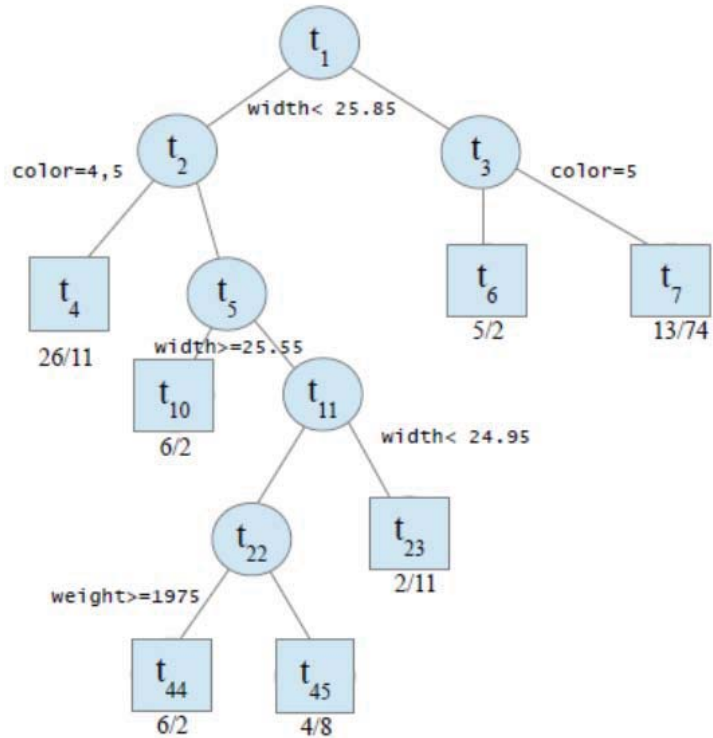 t1
width< 25.85
t2
t3
color=4,5
color=5
t4
t5
t6
t7
26/11
width>=25.55
5/2
13/74
t10
t11
6/2
width< 24.95
t22
t23
2/11
weight>=1975
t44
t45
6/2
4/8